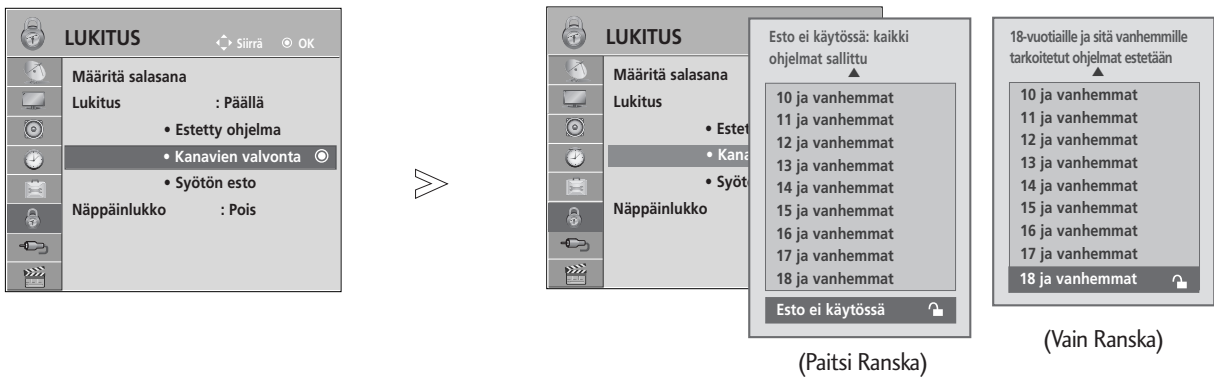 LUKITUS
Siirrä OK
Määritä salasana
Lukitus : Päällä
• Estetty ohjelma
• Kanavien valvonta
• Syötön esto
Näppäinlukko : Pois
LUKITUS
Määritä salasana
Lukitus
• Estet
• Kana
• Syöt
Näppäinlukko
Esto ei käytössä: kaikki
ohjelmat sallittu
10 ja vanhemmat
11 ja vanhemmat
12 ja vanhemmat
13 ja vanhemmat
14 ja vanhemmat
15 ja vanhemmat
16 ja vanhemmat
17 ja vanhemmat
18 ja vanhemmat
Esto ei käytössä
(Paitsi Ranska)
18-vuotiaille ja sitä vanhemmille
tarkoitetut ohjelmat estetään
10 ja vanhemmat
11 ja vanhemmat
12 ja vanhemmat
13 ja vanhemmat
14 ja vanhemmat
15 ja vanhemmat
16 ja vanhemmat
17 ja vanhemmat
18 ja vanhemmat
(Vain Ranska)